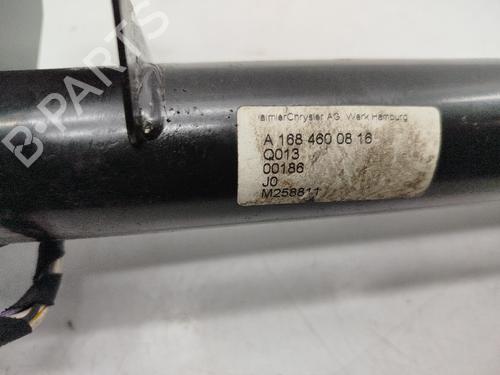 aimlerChrysler AG, Werk Hamburg
A 168 460 08 16
Q013
00186
J0
M258811
B-PARTS